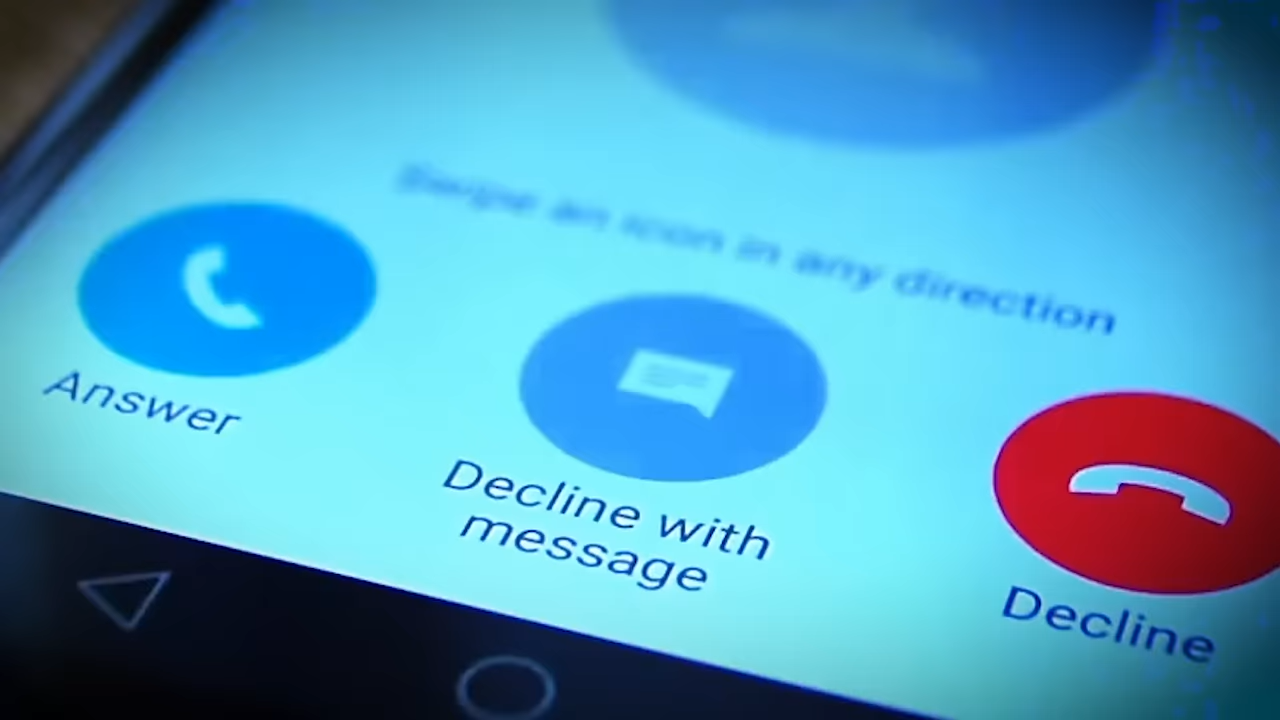 Swipe an icon in any direction
Answer
Decline with
message
Decline